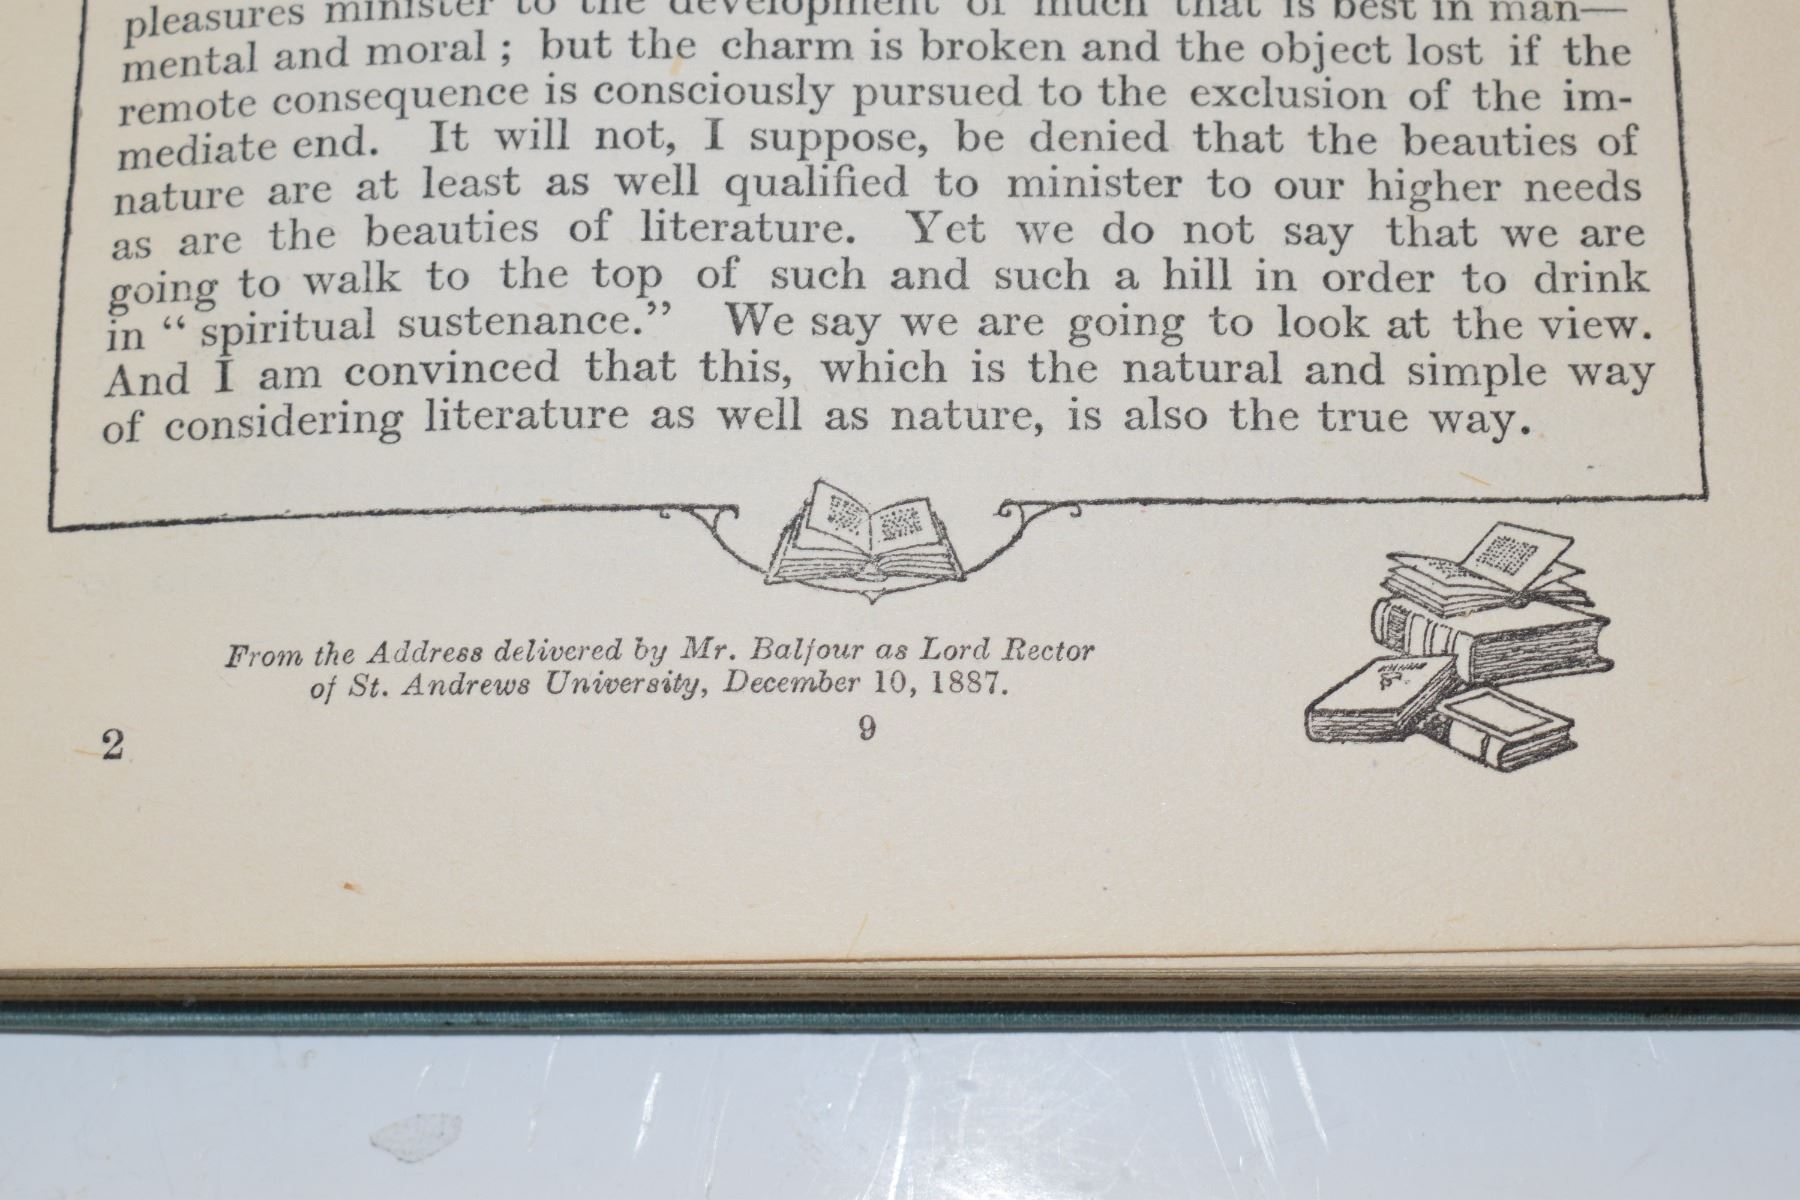 pleasures minister to the development of much that is best in man—
mental and moral ; but the charm is broken and the object lost if the
remote consequence is consciously pursued to the exclusion of the im-
mediate end. It will not, I suppose, be denied that the beauties of
nature are at least as well qualified to minister to our higher needs
as are the beauties of literature. Yet we do not say that we are
going to walk to the top of such and such a hill in order to drink
in “ spiritual sustenance.” We say we are going to look at the view.
And I am convinced that this, which is the natural and simple way
of considering literature as well as nature, is also the true way.
From the Address delivered by Mr. Balfour as Lord Rector
of St. Andrews University, December 10, 1887.
2
9